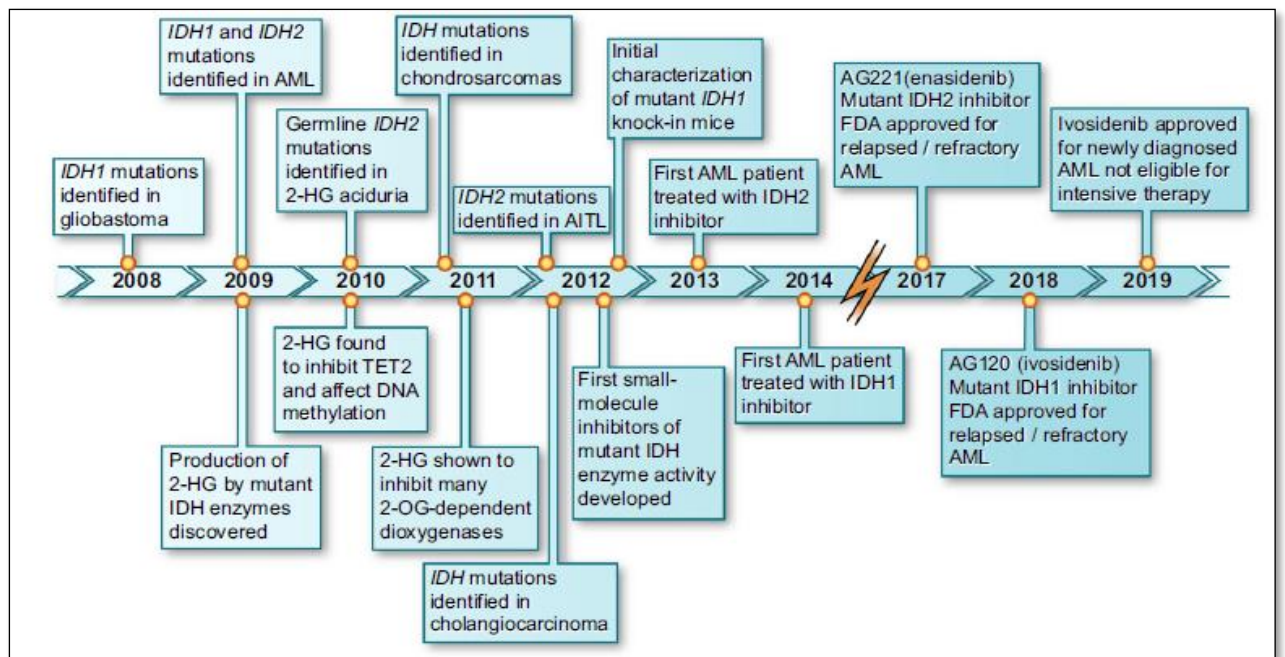 IDH1 and IDH2
mutations
identified in AML
IDH mutations
identified in
chondrosarcomas
Initial
characterization
of mutant IDH1
knock-in mice
AG221(enasidenib)
Mutant IDH2 inhibitor
FDA approved for
relapsed / refractory
AML
Ivosidenib approved
for newly diagnosed
AML not eligible for
intensive therapy
IDH1 mutations
identified in
gliobastoma
Germline IDH2
mutations
identified in
2-HG aciduria
IDH2 mutations
identified in AITL
First AML patient
treated with IDH2
inhibitor
2008 2009 2010 2011 2012 2013 2014 2017 2018 2019
Production of
2-HG by mutant
IDH enzymes
discovered
2-HG found
to inhibit TET2
and affect DNA
methylation
2-HG shown to
inhibit many
2-OG-dependent
dioxygenases
IDH mutations
identified in
cholangiocarcinoma
First small-
molecule
inhibitors of
mutant IDH
enzyme activity
developed
First AML patient
treated with IDH1
inhibitor
AG120 (ivosidenib)
Mutant IDH1 inhibitor
FDA approved for
relapsed / refractory
AML